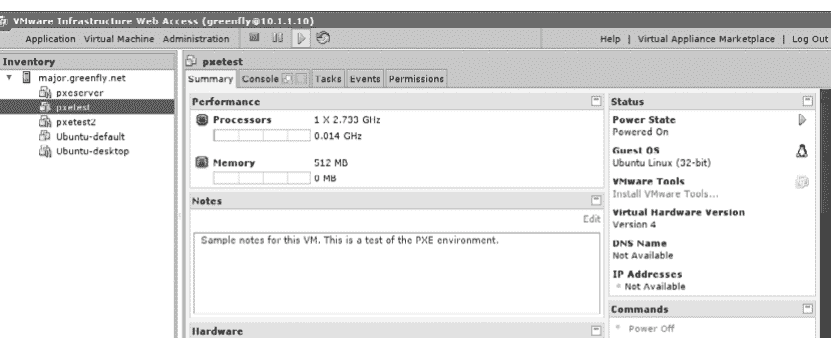 VMware Infrastructure Web Access (greenfly@10.1.1.10)
Application Virtual Machine Administration
Help | Virtual Appliance Marketplace | Log Out
Inventory
major.greenfly.net
pxeserver
pxetest
pxetest2
Ubuntu-default
Ubuntu-desktop
pxetest
Summary Console Tasks Events Permissions
Performance
Processors 1 X 2.733 GHz
0.014 GHz
Memory 512 MB
0 MB
Notes
Edit
Sample notes for this VM. This is a test of the PXE environment.
Hardware
Status
Power State
Powered On
Guest OS
Ubuntu Linux (32-bit)
VMware Tools
Install VMware Tools...
Virtual Hardware Version
Version 4
DNS Name
Not Available
IP Addresses
Not Available
Commands
Power Off